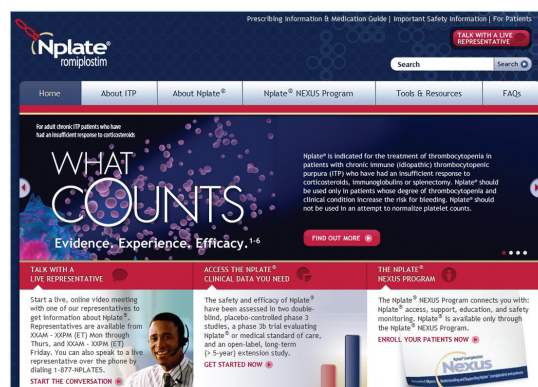 Prescribing Information & Medication Guide | Important Safety Information | For Patients
Nplate®
romiplostim
TALK WITH A LIVE
REPRESENTATIVE
Search
Search
Home
About ITP
About Nplate®
Nplate® NEXUS Program
Tools & Resources
FAQs
For adult chronic ITP patients who have
had an insufficient response to corticosteroids
WHAT
COUNTS
Evidence. Experience. Efficacy.1-6
Nplate® is indicated for the treatment of thrombocytopenia in
patients with chronic immune (idiopathic) thrombocytopenic
purpura (ITP) who have had an insufficient response to
corticosteroids, immunoglobulins or splenectomy. Nplate® should
be used only in patients whose degree of thrombocytopenia and
clinical condition increase the risk for bleeding. Nplate® should
not be used in an attempt to normalize platelet counts.
FIND OUT MORE
TALK WITH A
LIVE REPRESENTATIVE
Start a live, online video meeting
with one of our representatives to
get information about Nplate®.
Representatives are available from
XXAM - XXPM (ET) Mon through
Thurs, and XXAM - XXPM (ET)
Friday. You can also speak to a live
representative over the phone by
dialing 1-877-NPLATE5.
START THE CONVERSATION
ACCESS THE NPLATE®
CLINICAL DATA YOU NEED
The safety and efficacy of Nplate®
have been assessed in two double-
blind, placebo-controlled phase 3
studies, a phase 3b trial evaluating
Nplate® or medical standard of care,
and an open-label, long-term
(> 5-year) extension study.
GET STARTED NOW
THE NPLATE®
NEXUS PROGRAM
The Nplate® NEXUS Program connects you with:
Nplate® access, support, education, and safety
monitoring. Nplate® is available only through
the Nplate® NEXUS Program.
ENROLL YOUR PATIENTS NOW
Nexus